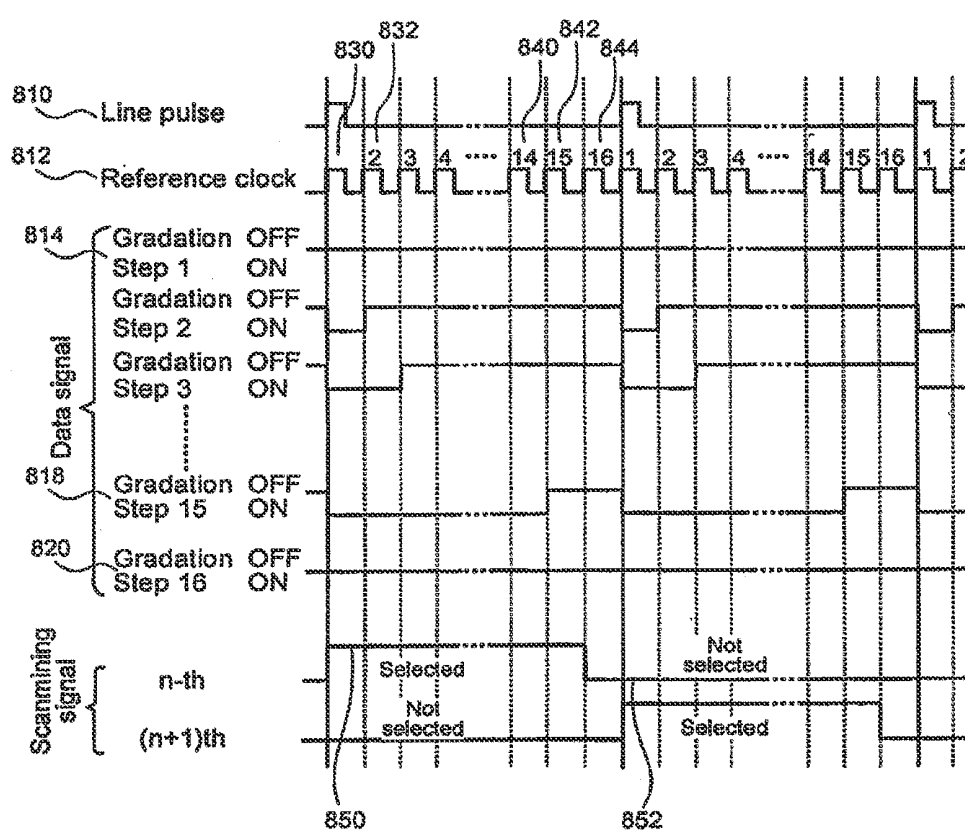 830
832
840
842
844
810
Line pulse
812
Reference clock
2 3 4 ····· 14 15 16 1 2 3 4 ····· 14 15 16 1 2
Data signal
814
Gradation OFF
Step 1 ON
Gradation OFF
Step 2 ON
Gradation OFF
Step 3 ON
818
Gradation OFF
Step 15 ON
820
Gradation OFF
Step 16 ON
Scanmining
signal
n-th
Selected
Not
selected
(n+1)th
Not
selected
Selected
850
852